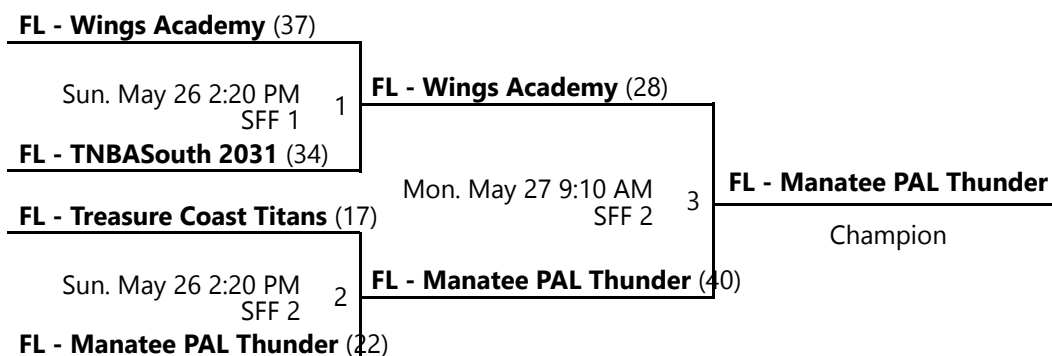 FL - Wings Academy (37)
Sun. May 26 2:20 PM
SFF 1
1
FL - Wings Academy (28)
FL - TNBASouth 2031 (34)
Mon. May 27 9:10 AM
SFF 2
3
FL - Manatee PAL Thunder
Champion
FL - Treasure Coast Titans (17)
Sun. May 26 2:20 PM
SFF 2
2
FL - Manatee PAL Thunder (40)
FL - Manatee PAL Thunder (22)